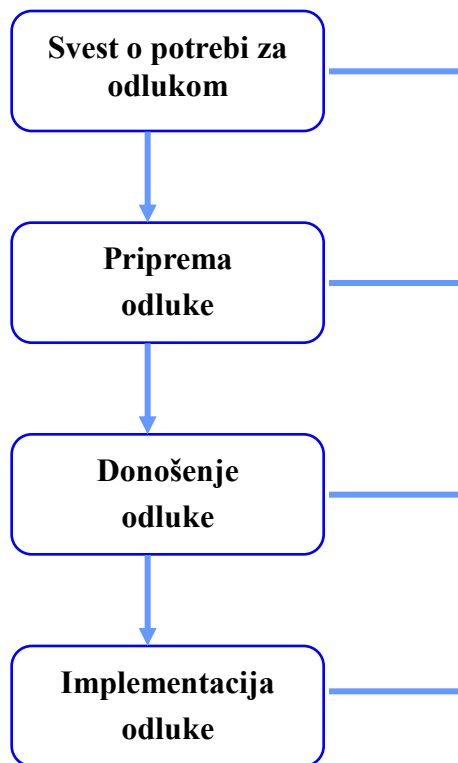 Svest o potrebi za
odlukom
Priprema
odluke
Donošenje
odluke
Implementacija
odluke